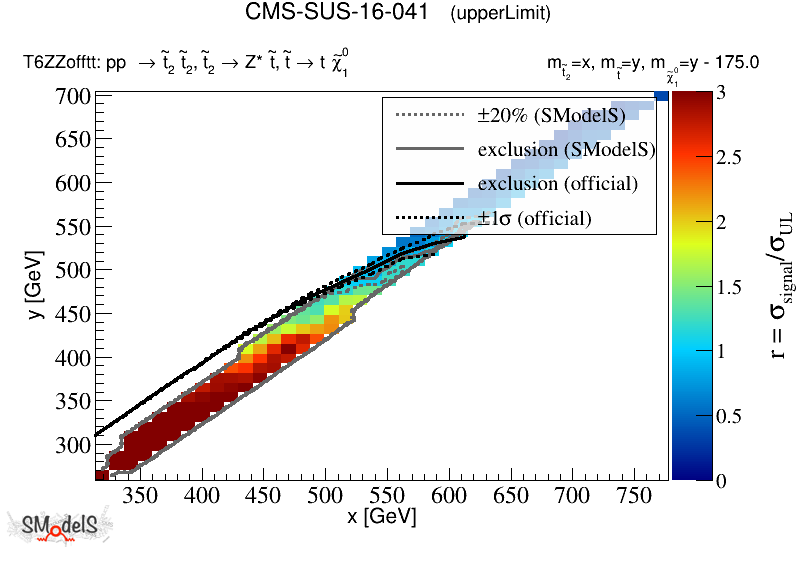 CMS-SUS-16-041 (upperLimit)
T6ZZofftt: pp → t̃₂ t̃₂, t̃₂ → Z* t̃, t̃ → t χ̃₁⁰
m_t̃₂=x, m_t̃=y, m_χ̃₁⁰=y - 175.0
±20% (SModelS)
exclusion (SModelS)
exclusion (official)
±1σ (official)
700
650
600
550
500
450
400
350
300
y [GeV]
350 400 450 500 550 600 650 700 750
x [GeV]
3
2.5
2
1.5
1
0.5
0
r = σ_signal/σ_UL
SModelS